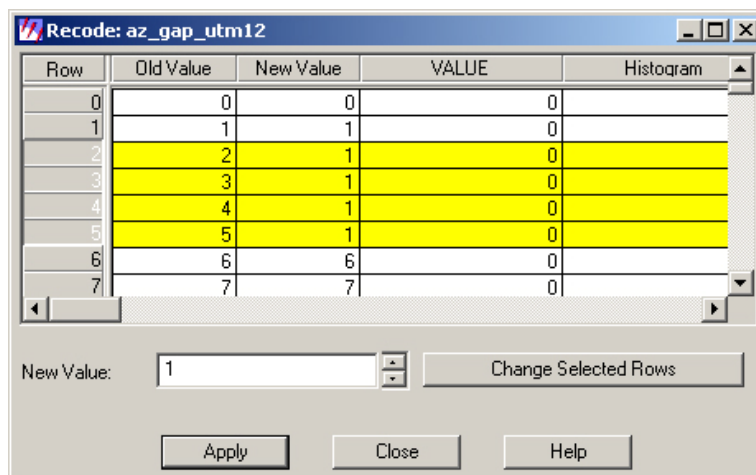 Recode: az_gap_utm12
Row Old Value New Value VALUE Histogram
0 0 0 0
1 1 1 0
2 2 1 0
3 3 1 0
4 4 1 0
5 5 1 0
6 6 6 0
7 7 7 0
New Value: 1 Change Selected Rows
Apply Close Help